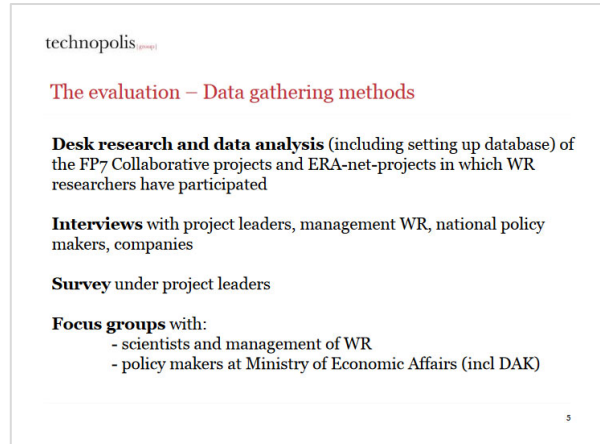 technopolis |group|
The evaluation – Data gathering methods
Desk research and data analysis (including setting up database) of
the FP7 Collaborative projects and ERA-net-projects in which WR
researchers have participated
Interviews with project leaders, management WR, national policy
makers, companies
Survey under project leaders
Focus groups with:
- scientists and management of WR
- policy makers at Ministry of Economic Affairs (incl DAK)
5